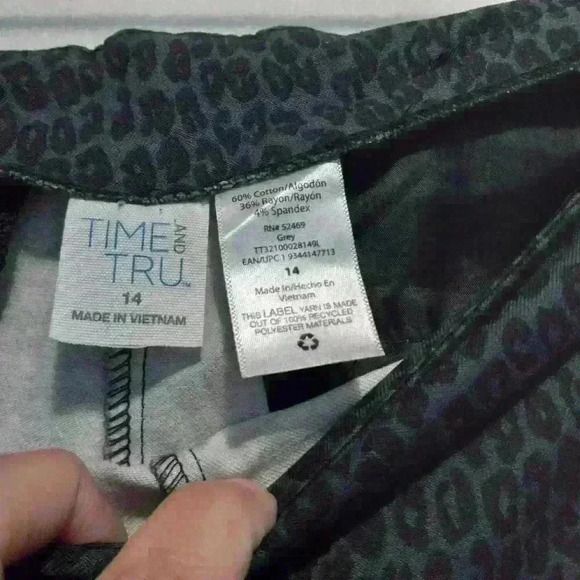 TIME AND
TRU™
14
MADE IN VIETNAM
60% Cotton/Algodón
36% Rayon/Rayón
4% Spandex
RN# 52469
Grey
TT32100028149L
EAN/UPC 1 9344147713
14
Made in/Hecho En
Vietnam
THIS LABEL YARN IS MADE
OUT OF 100% RECYCLED
POLYESTER MATERIALS